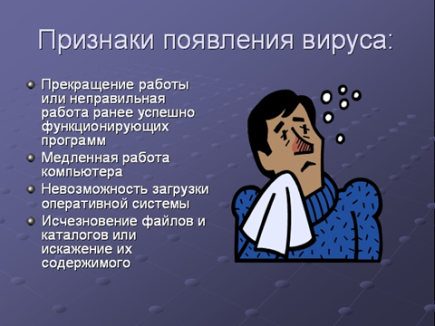 Признаки появления вируса:
Прекращение работы
или неправильная
работа ранее успешно
функционирующих
программ
Медленная работа
компьютера
Невозможность загрузки
оперативной системы
Исчезновение файлов и
каталогов или
искажение их
содержимого